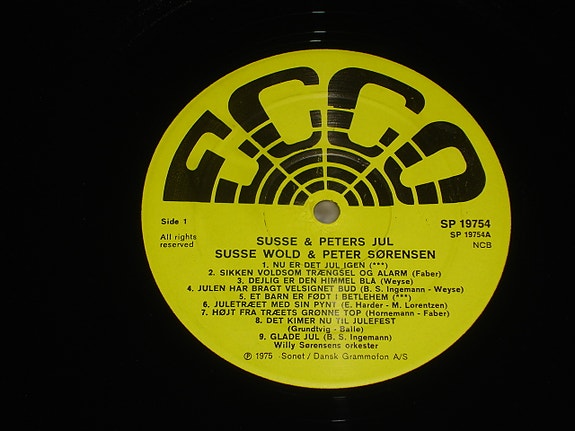 ECCO
Side 1
All rights
reserved
SP 19754
SP 19754A
NCB
SUSSE & PETERS JUL
SUSSE WOLD & PETER SØRENSEN
1. NU ER DET JUL IGEN (***)
2. SIKKEN VOLDSOM TRÆNGSEL OG ALARM (Faber)
3. DEJLIG ER DEN HIMMEL BLÅ (Weyse)
4. JULEN HAR BRAGT VELSIGNET BUD (B. S. Ingemann - Weyse)
5. ET BARN ER FØDT I BETLEHEM (***)
6. JULETRÆET MED SIN PYNT (E. Harder - M. Lorentzen)
7. HØJT FRA TRÆETS GRØNNE TOP (Hornemann - Faber)
8. DET KIMER NU TIL JULEFEST
(Grundtvig - Balle)
9. GLADE JUL (B. S. Ingemann)
Willy Sørensens orkester
Ⓟ 1975 Sonet / Dansk Grammofon A/S